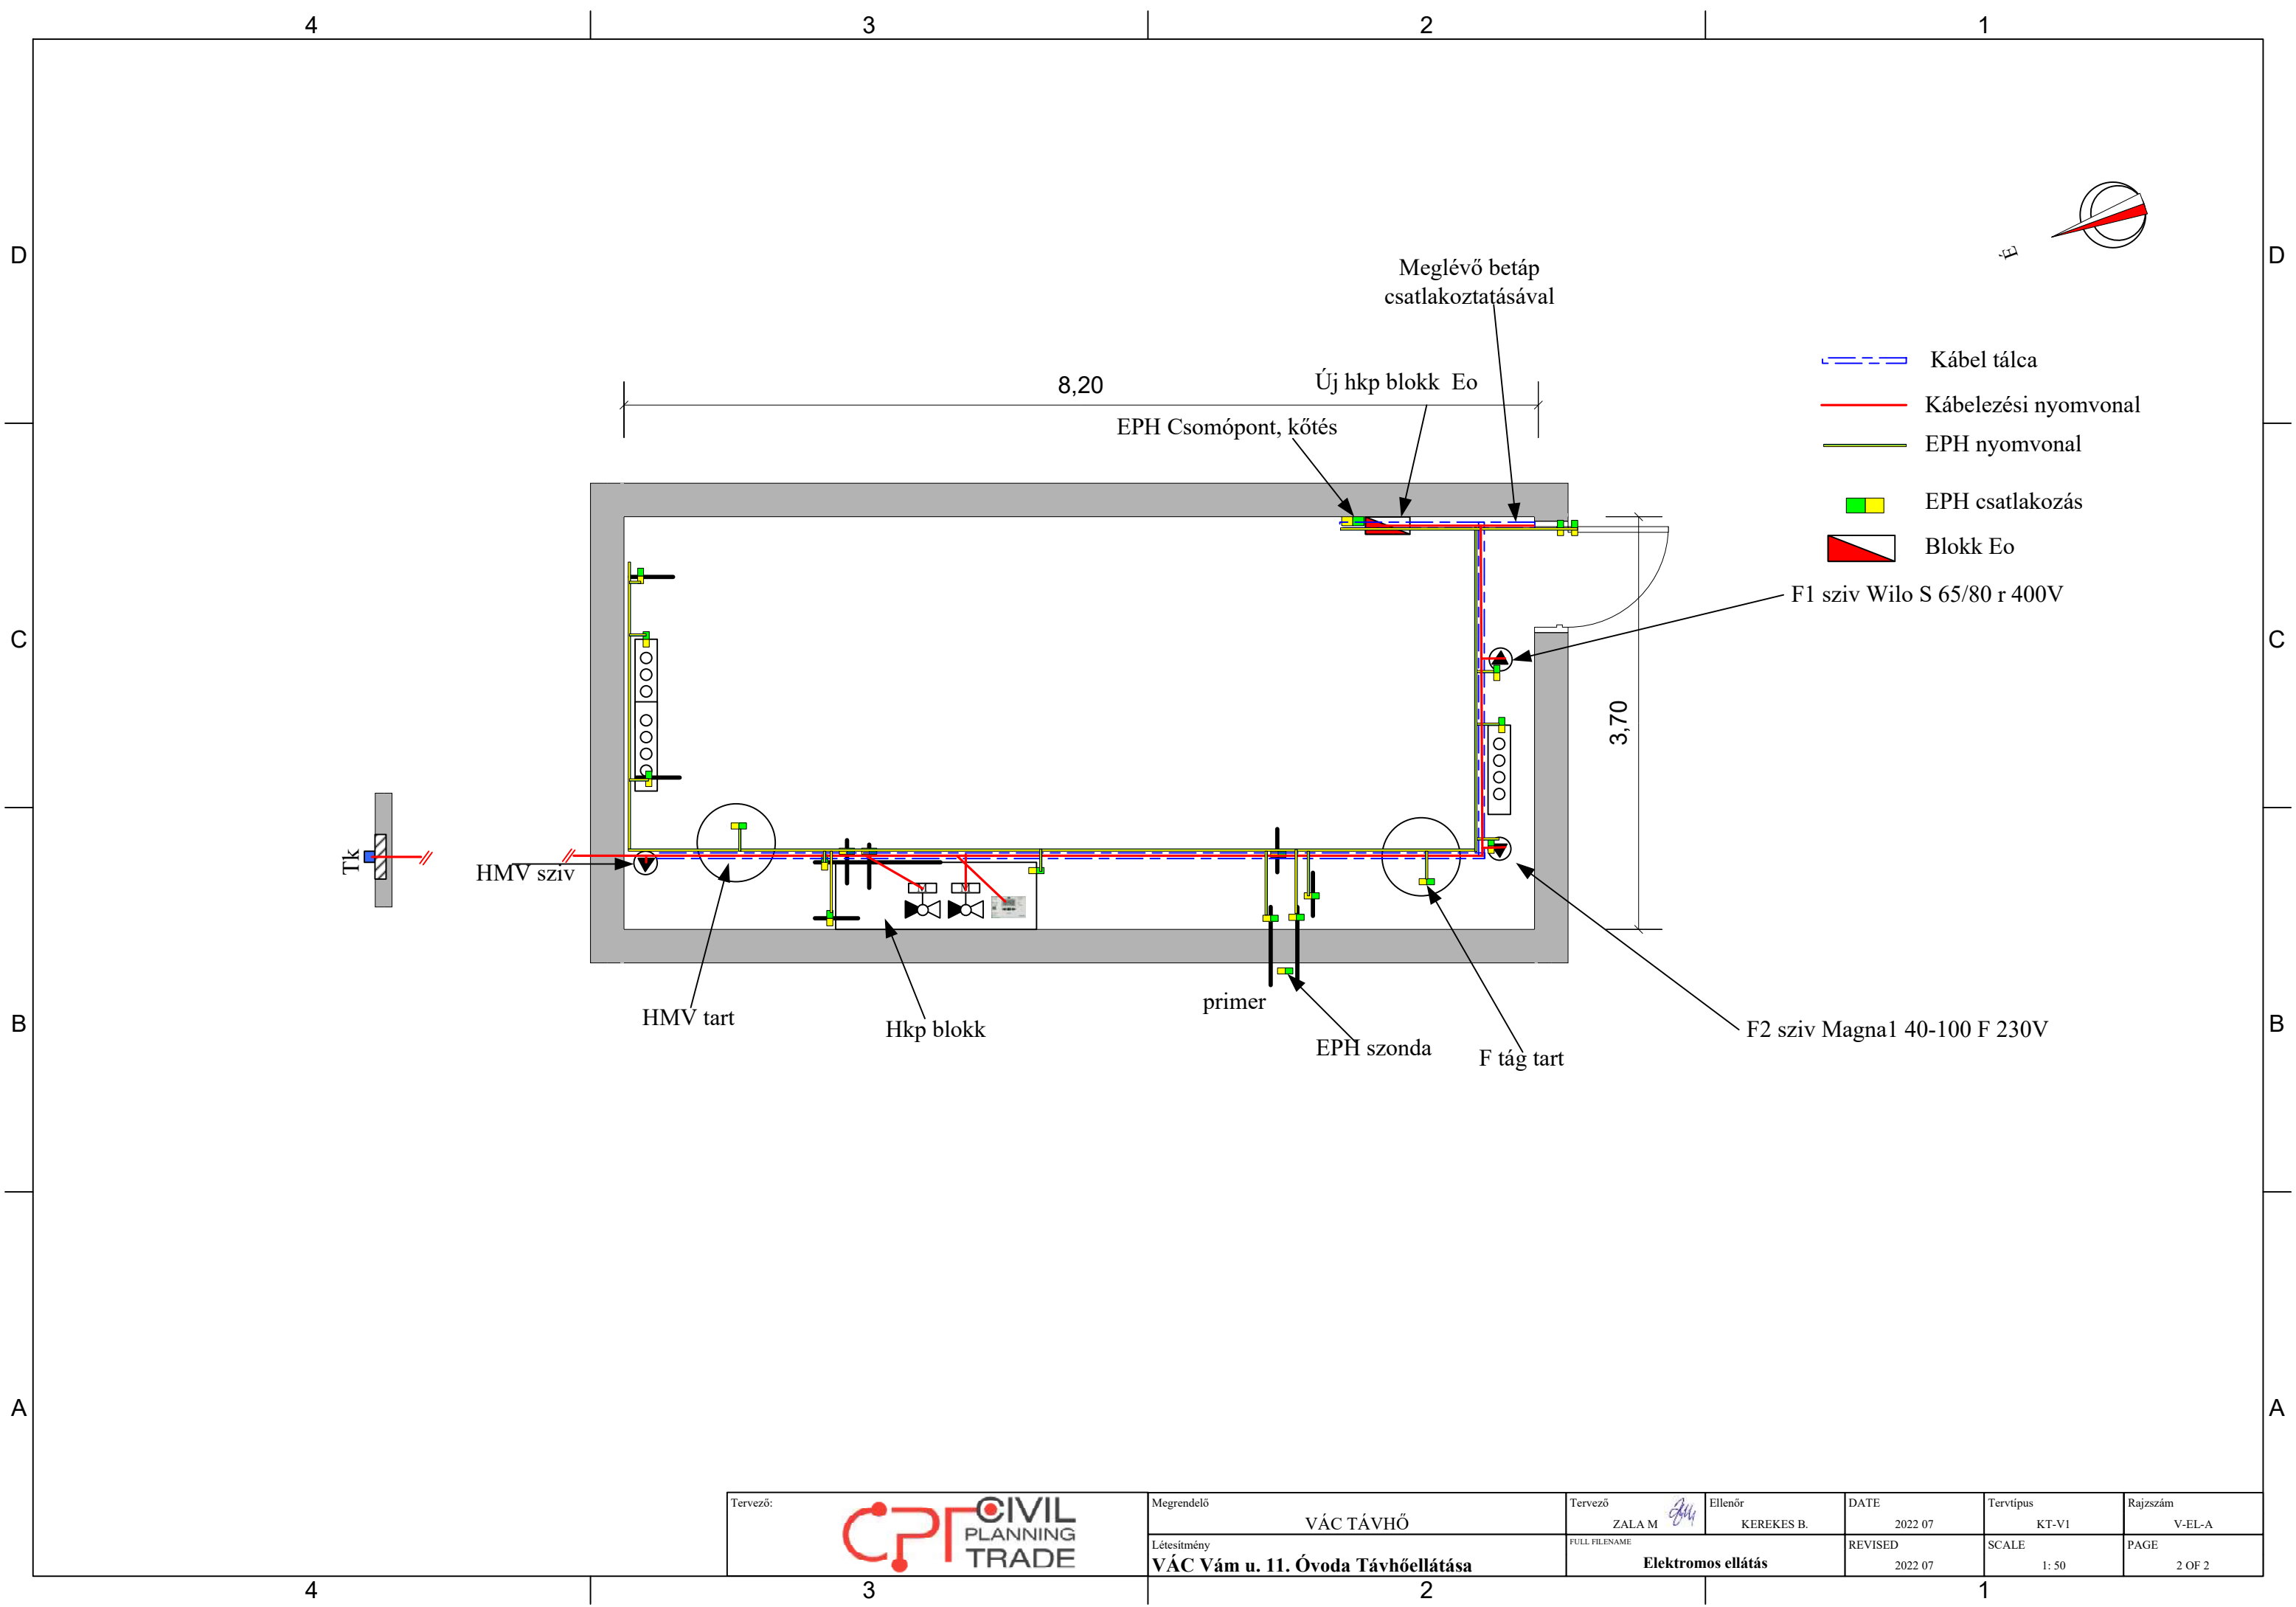 4 3 2 1
D D
É
Meglévő betáp
csatlakoztatásával
Kábel tálca
8,20
Új hkp blokk Eo
Kábelezési nyomvonal
EPH Csomópont, kőtés
EPH nyomvonal
EPH csatlakozás
Blokk Eo
F1 sziv Wilo S 65/80 r 400V
C C
3,70
Tk
HMV sziv
M M
primer
HMV tart
Hkp blokk
B B
F2 sziv Magna1 40-100 F 230V
EPH szonda
F tág tart
A A
Tervező:
CPT CIVIL
PLANNING
TRADE
Megrendelő
VÁC TÁVHŐ
Létesítmény
VÁC Vám u. 11. Óvoda Távhőellátása
Tervező
ZALA M
Ellenőr
KEREKES B.
DATE
2022 07
Tervtípus
KT-V1
Rajzszám
V-EL-A
FULL FILENAME
Elektromos ellátás
REVISED
2022 07
SCALE
1: 50
PAGE
2 OF 2
4 3 2 1